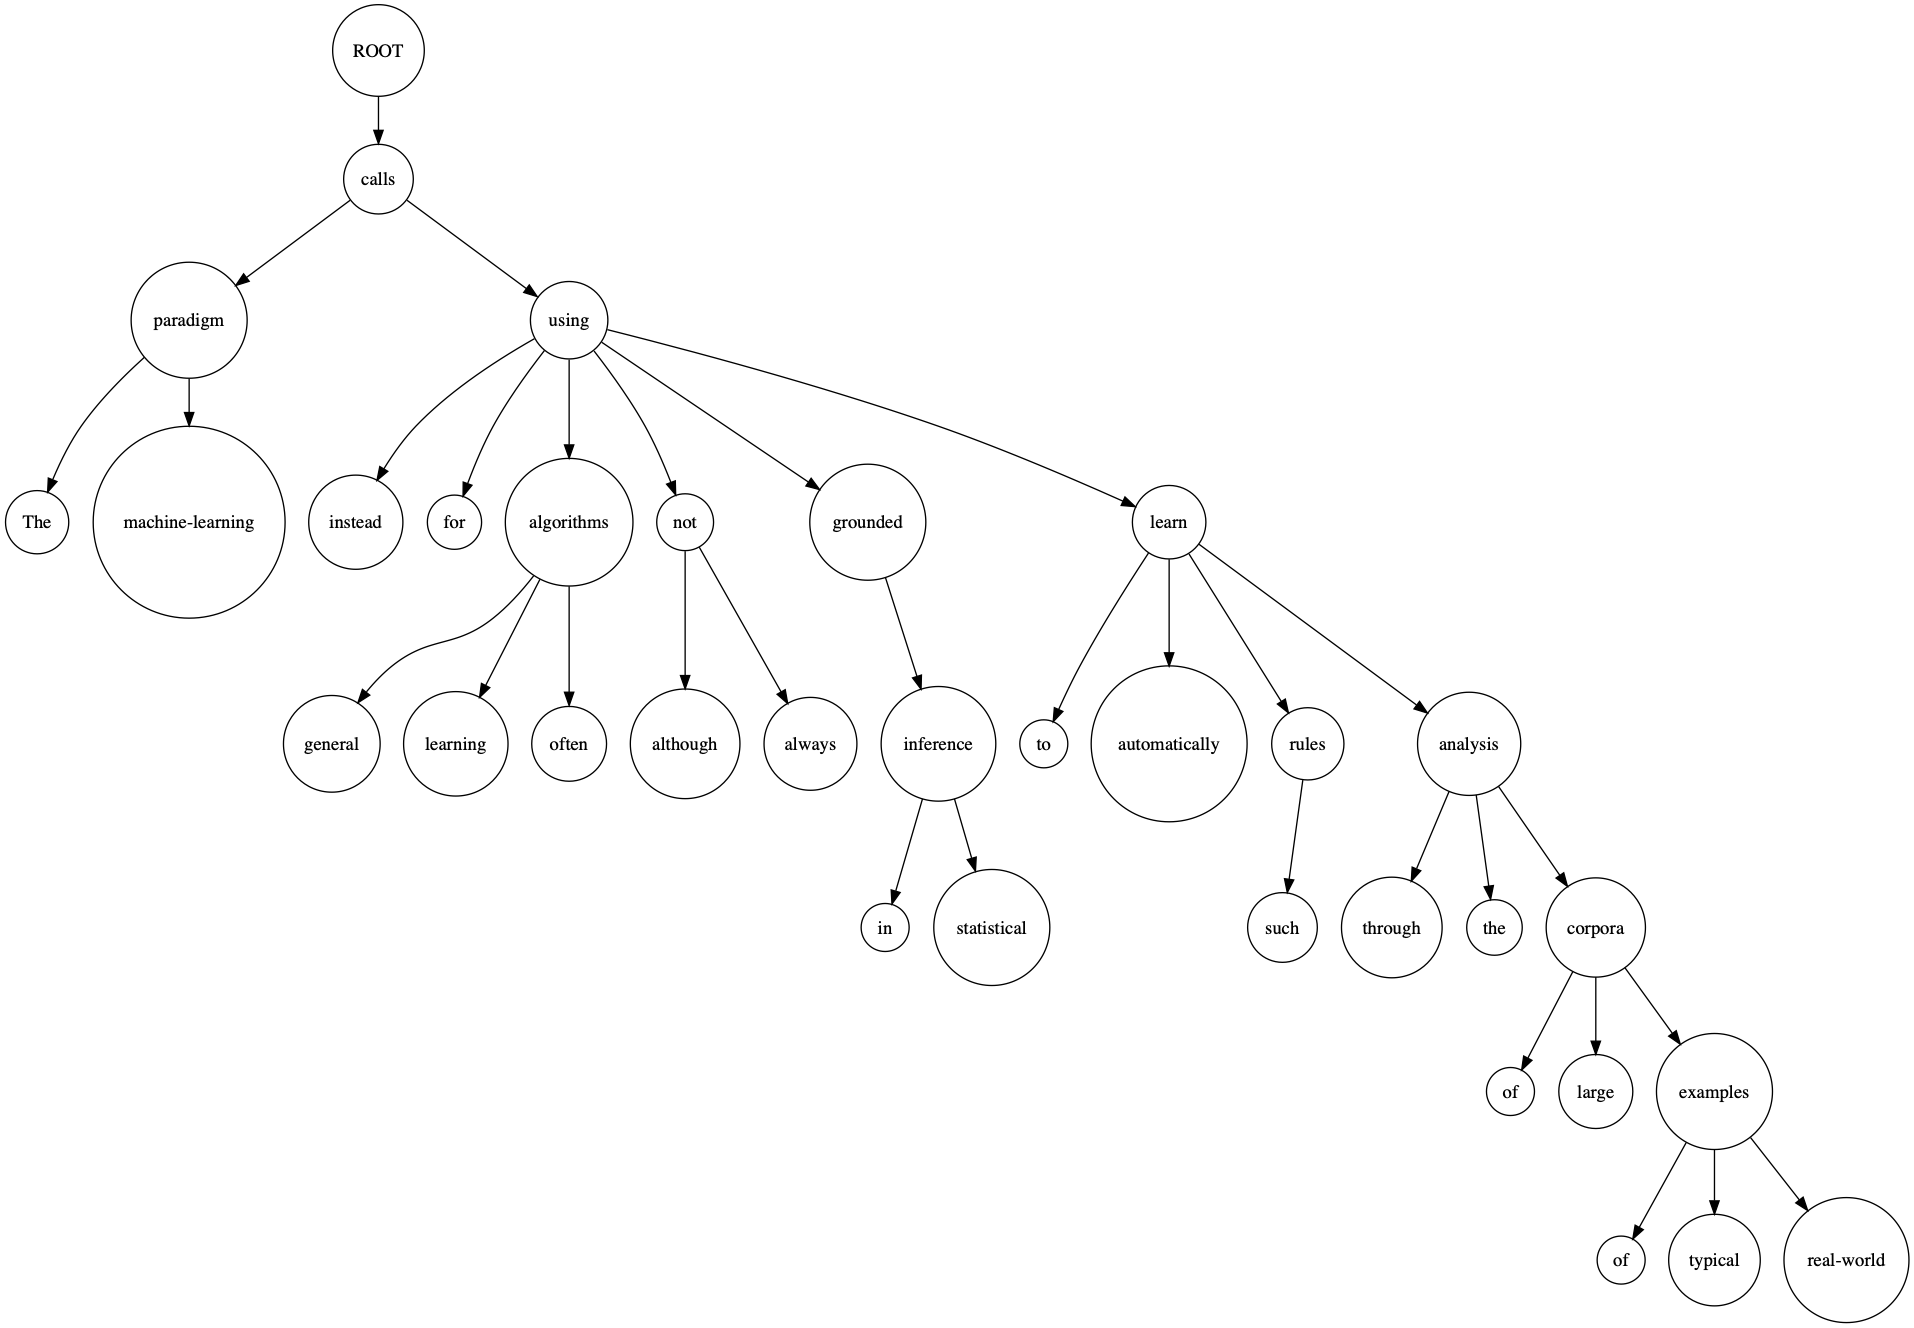 ROOT
calls
paradigm
using
The
machine-learning
instead
for
algorithms
not
grounded
learn
general
learning
often
although
always
inference
to
automatically
rules
analysis
in
statistical
such
through
the
corpora
of
large
examples
of
typical
real-world